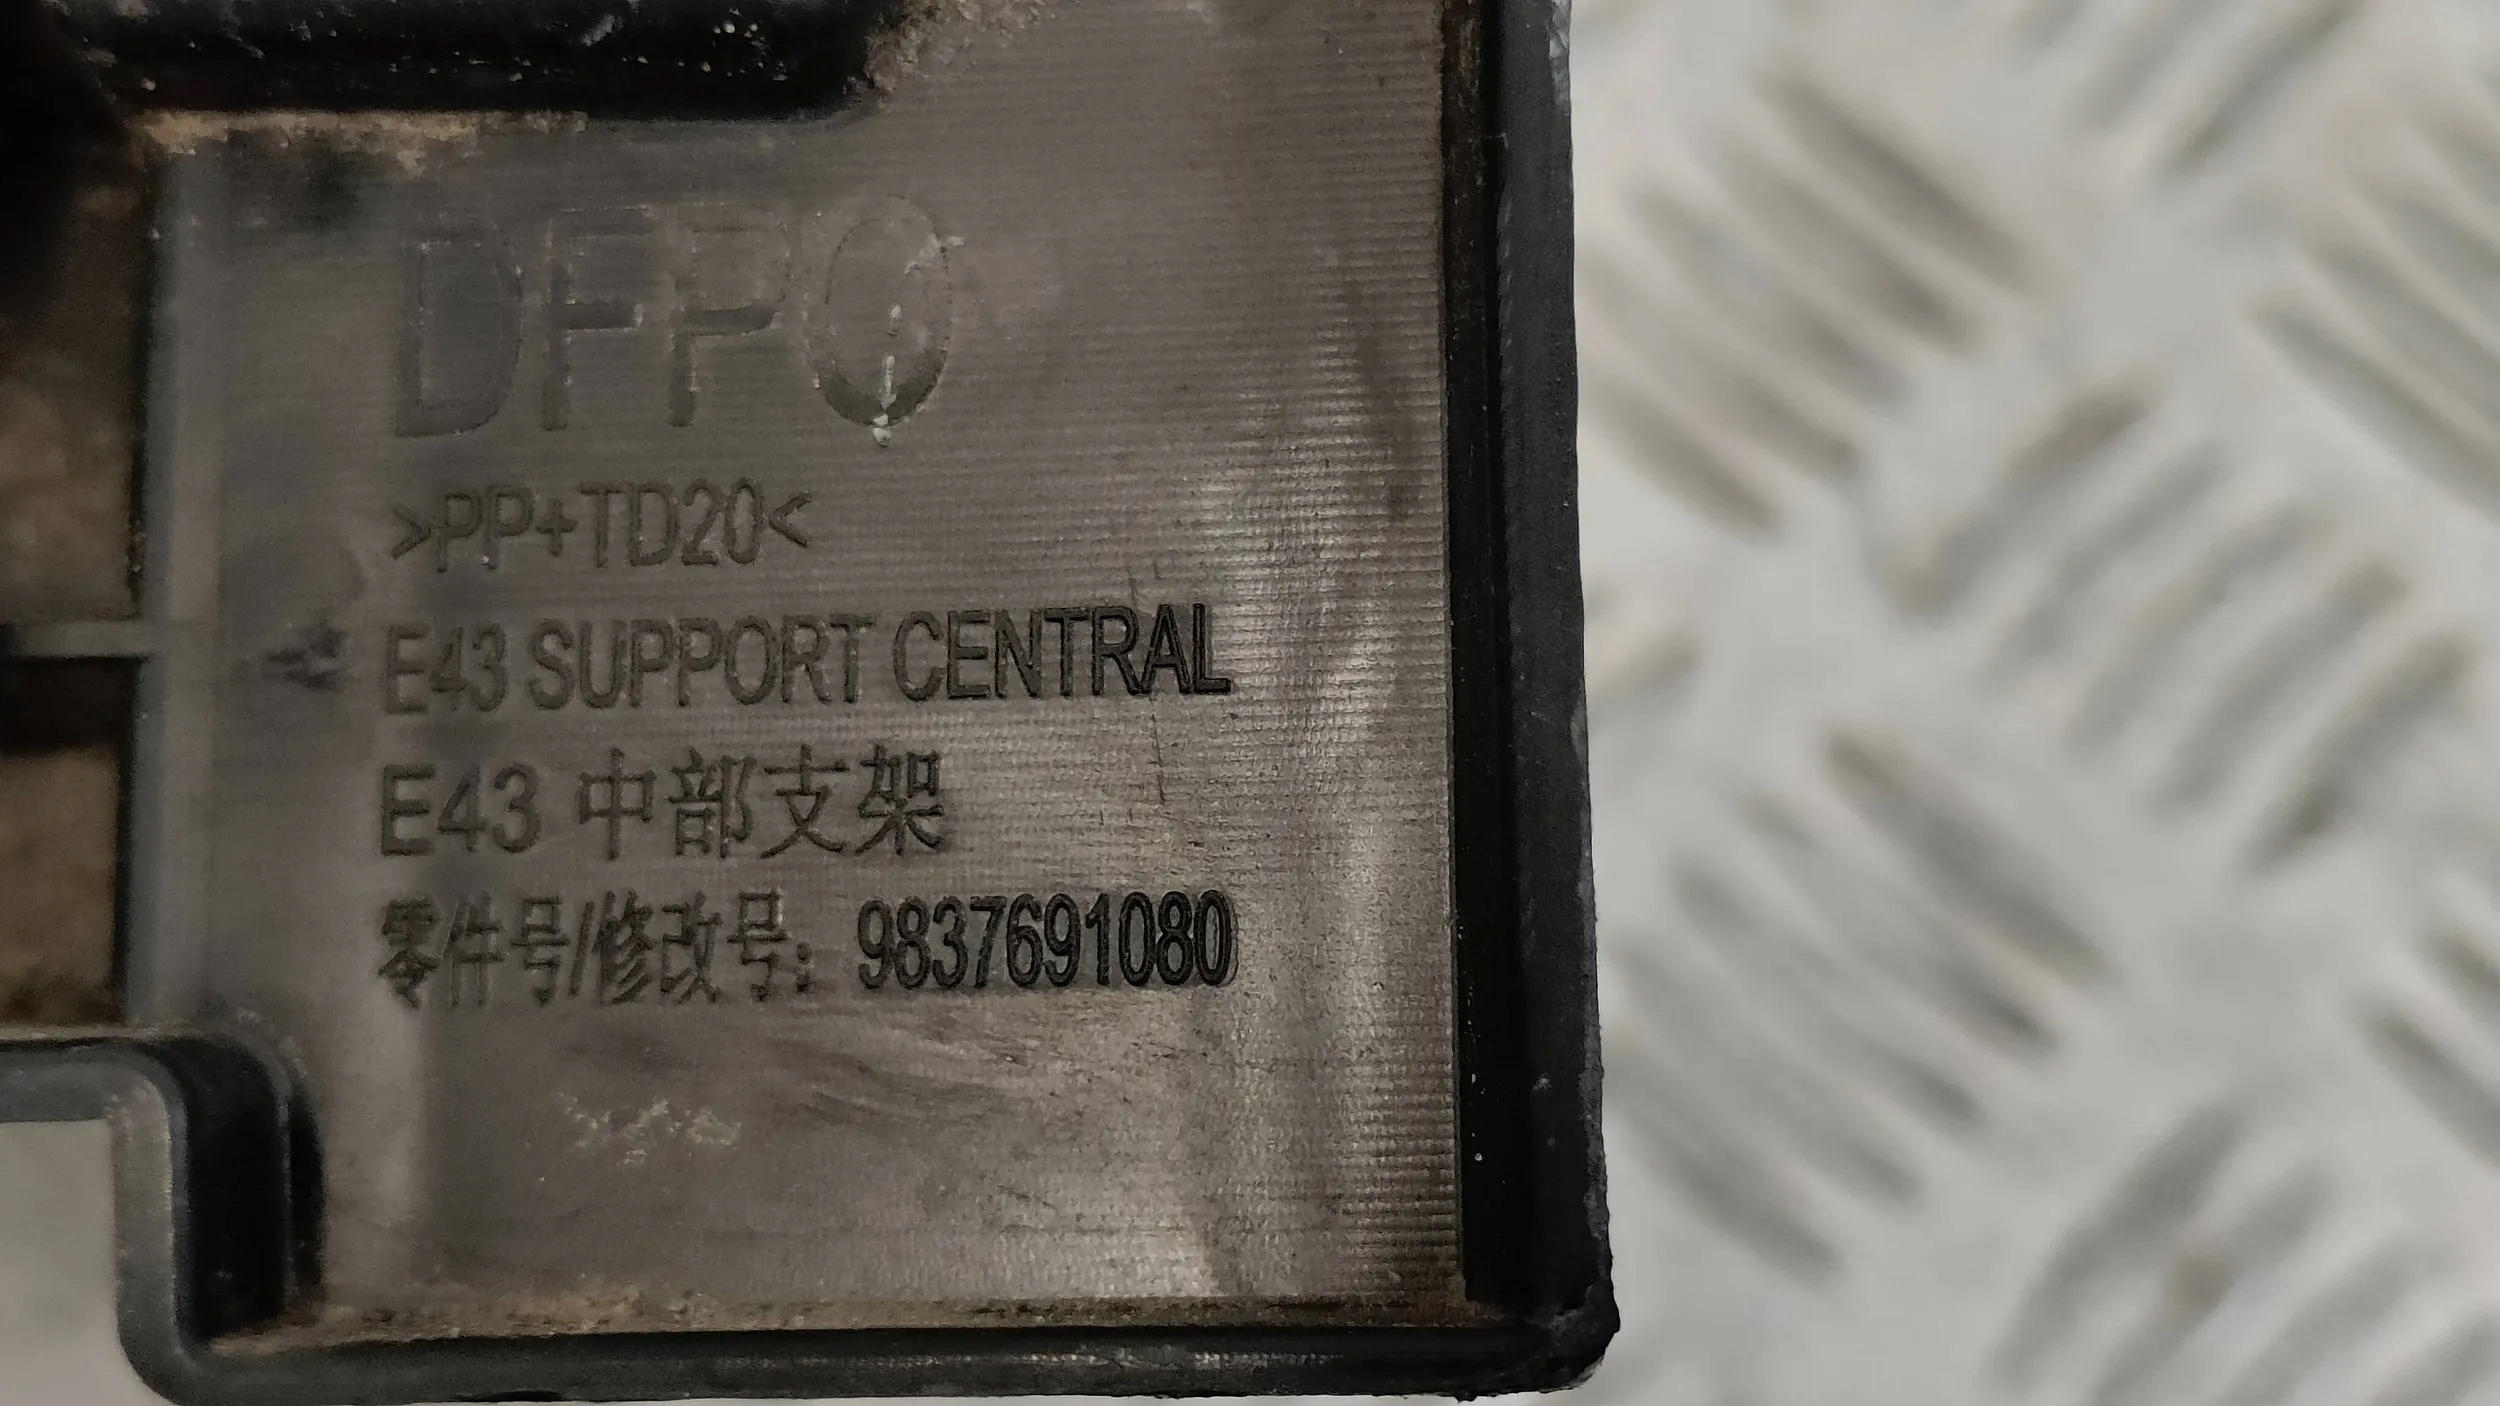 DFPO
>PP+TD20<
E43 SUPPORT CENTRAL
E43 中部支架
零件号/修改号: 9837691080